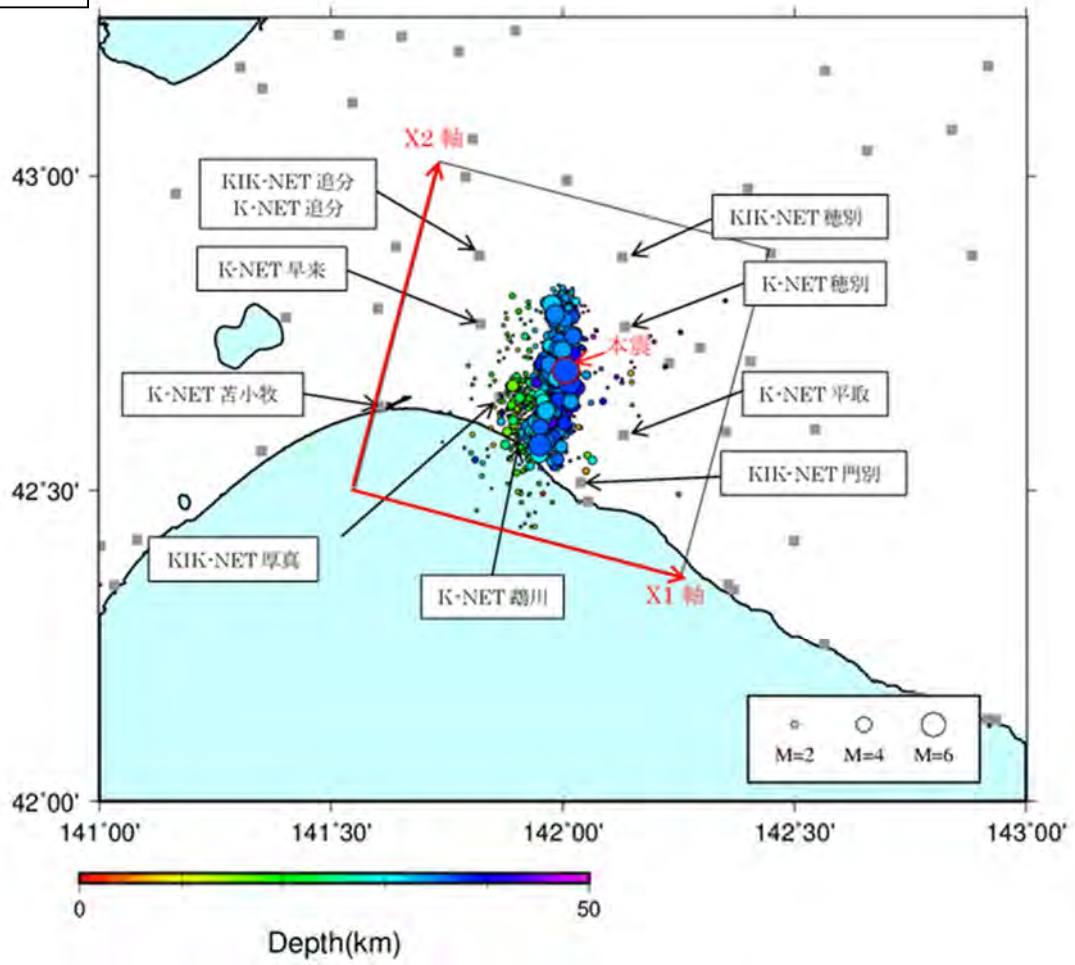 X2 軸
43°00'
KIK-NET 追分
K-NET 追分
KIK-NET 穂別
K-NET 早来
K-NET 穂別
本震
K-NET 苫小牧
K-NET 平取
KIK-NET 門別
42°30'
KIK-NET 厚真
K-NET 鵡川
X1 軸
M=2 M=4 M=6
42°00'
141°00' 141°30' 142°00' 142°30' 143°00'
0 50
Depth(km)